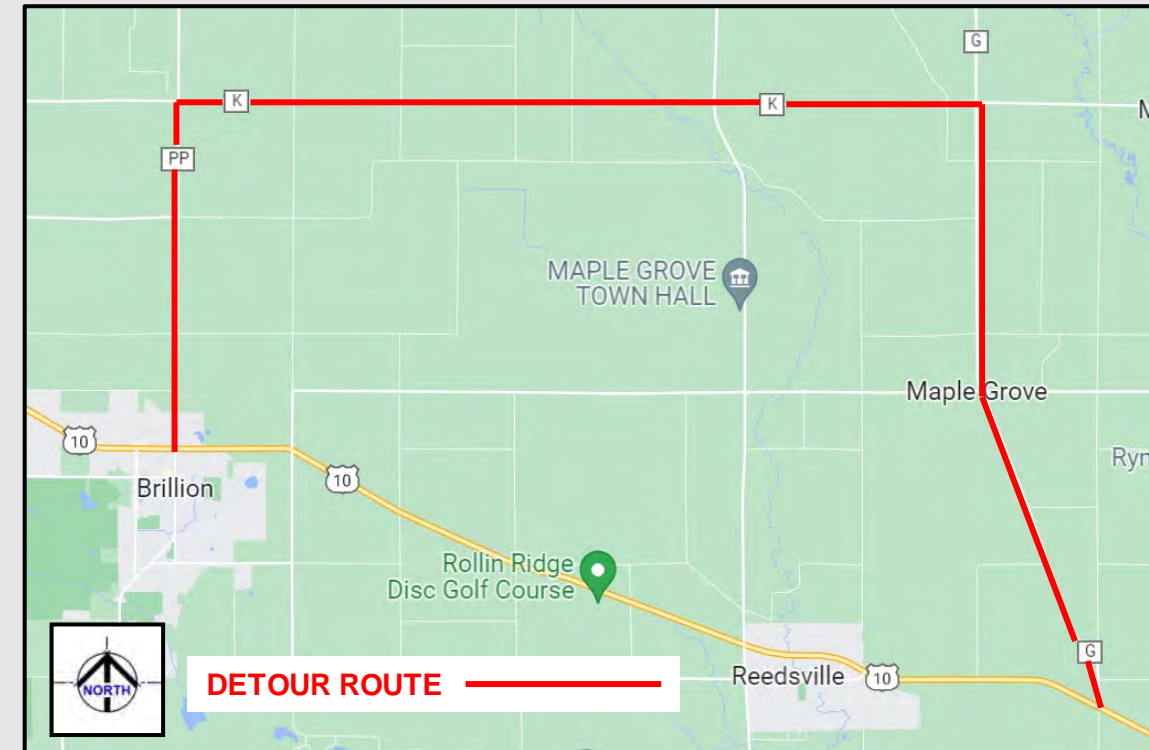 G
K
K
M
PP
MAPLE GROVE
TOWN HALL
Maple Grove
10
Ryn
10
Brillion
Rollin Ridge
Disc Golf Course
G
Reedsville
10
NORTH
DETOUR ROUTE